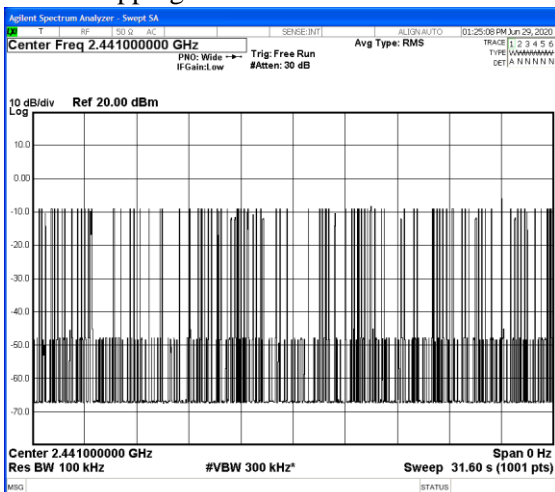 Agilent Spectrum Analyzer - Swept SA
T RF 50 Ω AC SENSE:INT ALIGNAUTO 01:25:08 PM Jun 29, 2020
Center Freq 2.441000000 GHz
PNO: Wide
IFGain:Low
Trig: Free Run
#Atten: 30 dB
Avg Type: RMS
TRACE 1 2 3 4 5 6
TYPE
DET A N N N N N
10 dB/div Ref 20.00 dBm
Log
10.0
0.00
-10.0
-20.0
-30.0
-40.0
-50.0
-60.0
-70.0
Center 2.441000000 GHz Span 0 Hz
Res BW 100 kHz #VBW 300 kHz* Sweep 31.60 s (1001 pts)
MSG STATUS